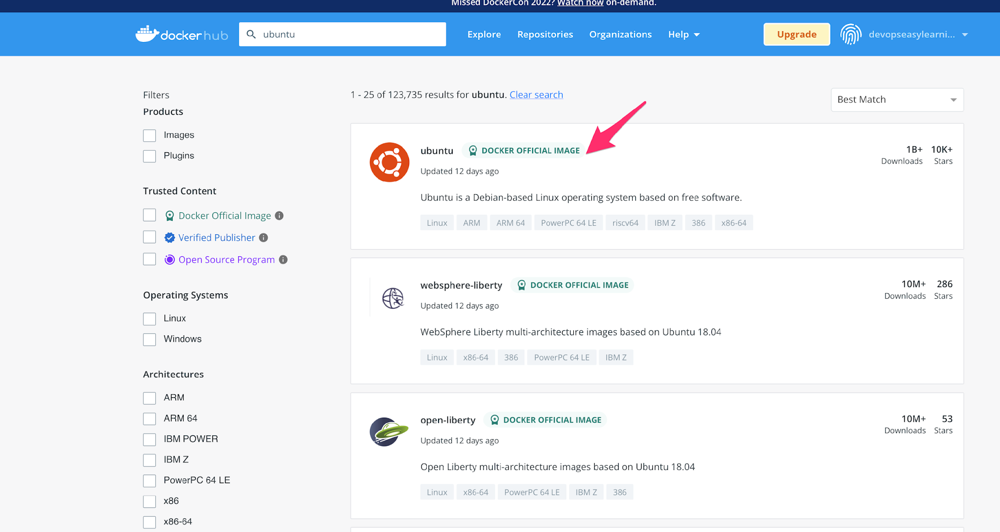 Missed DockerCon 2022? Watch now on-demand.
dockerhub
ubuntu
Explore Repositories Organizations Help
Upgrade
devopseasylearni...
Filters
Products
Images
Plugins
Trusted Content
Docker Official Image
Verified Publisher
Open Source Program
Operating Systems
Linux
Windows
Architectures
ARM
ARM 64
IBM POWER
IBM Z
PowerPC 64 LE
x86
x86-64
1 - 25 of 123,735 results for ubuntu. Clear search
Best Match
ubuntu DOCKER OFFICIAL IMAGE
1B+ 10K+
Downloads Stars
Updated 12 days ago
Ubuntu is a Debian-based Linux operating system based on free software.
Linux ARM ARM 64 PowerPC 64 LE riscv64 IBM Z 386 x86-64
websphere-liberty DOCKER OFFICIAL IMAGE
10M+ 286
Downloads Stars
Updated 12 days ago
WebSphere Liberty multi-architecture images based on Ubuntu 18.04
Linux x86-64 386 PowerPC 64 LE IBM Z
open-liberty DOCKER OFFICIAL IMAGE
10M+ 53
Downloads Stars
Updated 12 days ago
Open Liberty multi-architecture images based on Ubuntu 18.04
Linux x86-64 PowerPC 64 LE IBM Z 386